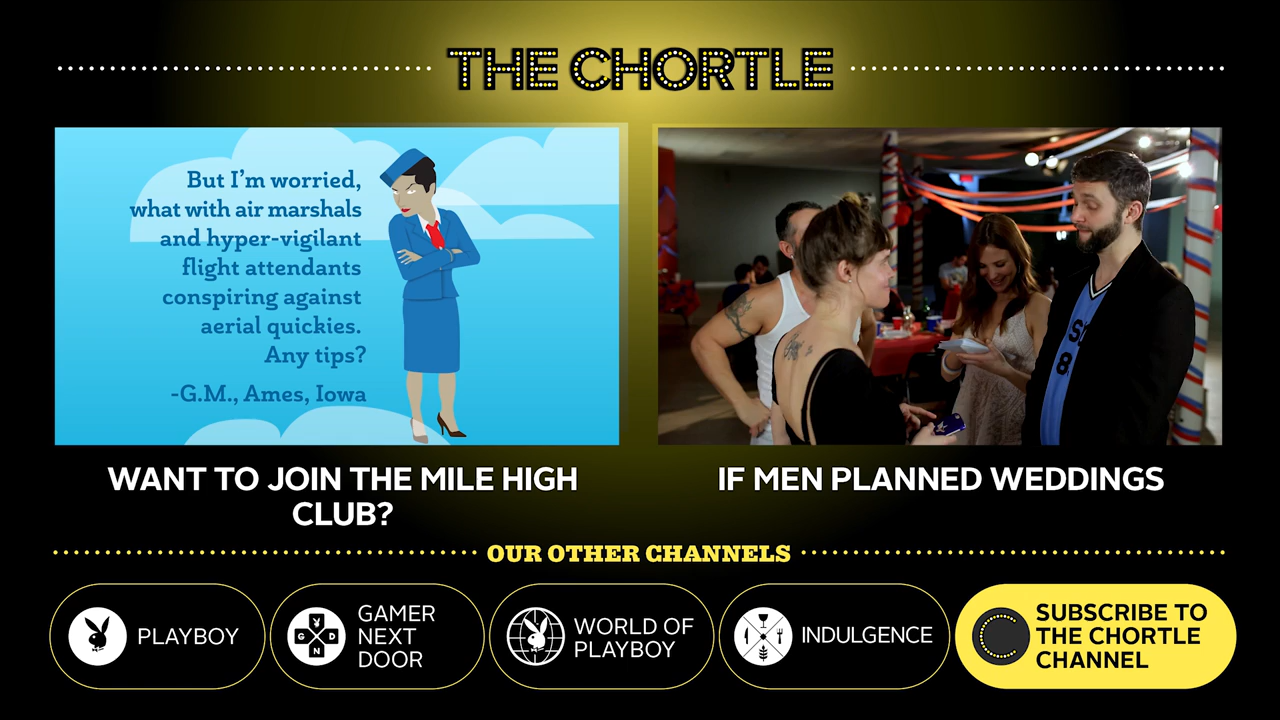 THE CHORTLE
But I'm worried,
what with air marshals
and hyper-vigilant
flight attendants
conspiring against
aerial quickies.
Any tips?
-G.M., Ames, Iowa
WANT TO JOIN THE MILE HIGH
CLUB?
IF MEN PLANNED WEDDINGS
OUR OTHER CHANNELS
PLAYBOY
GAMER
NEXT
DOOR
WORLD OF
PLAYBOY
INDULGENCE
SUBSCRIBE TO
THE CHORTLE
CHANNEL